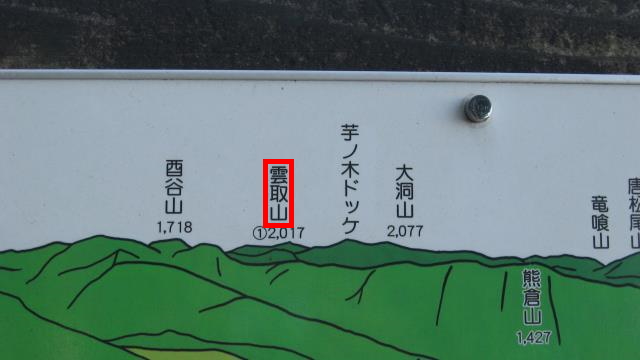 酉谷山
1,718
雲取山
①2,017
芋ノ木ドッケ
大洞山
2,077
竜喰山
唐松尾山
熊倉山
1,427